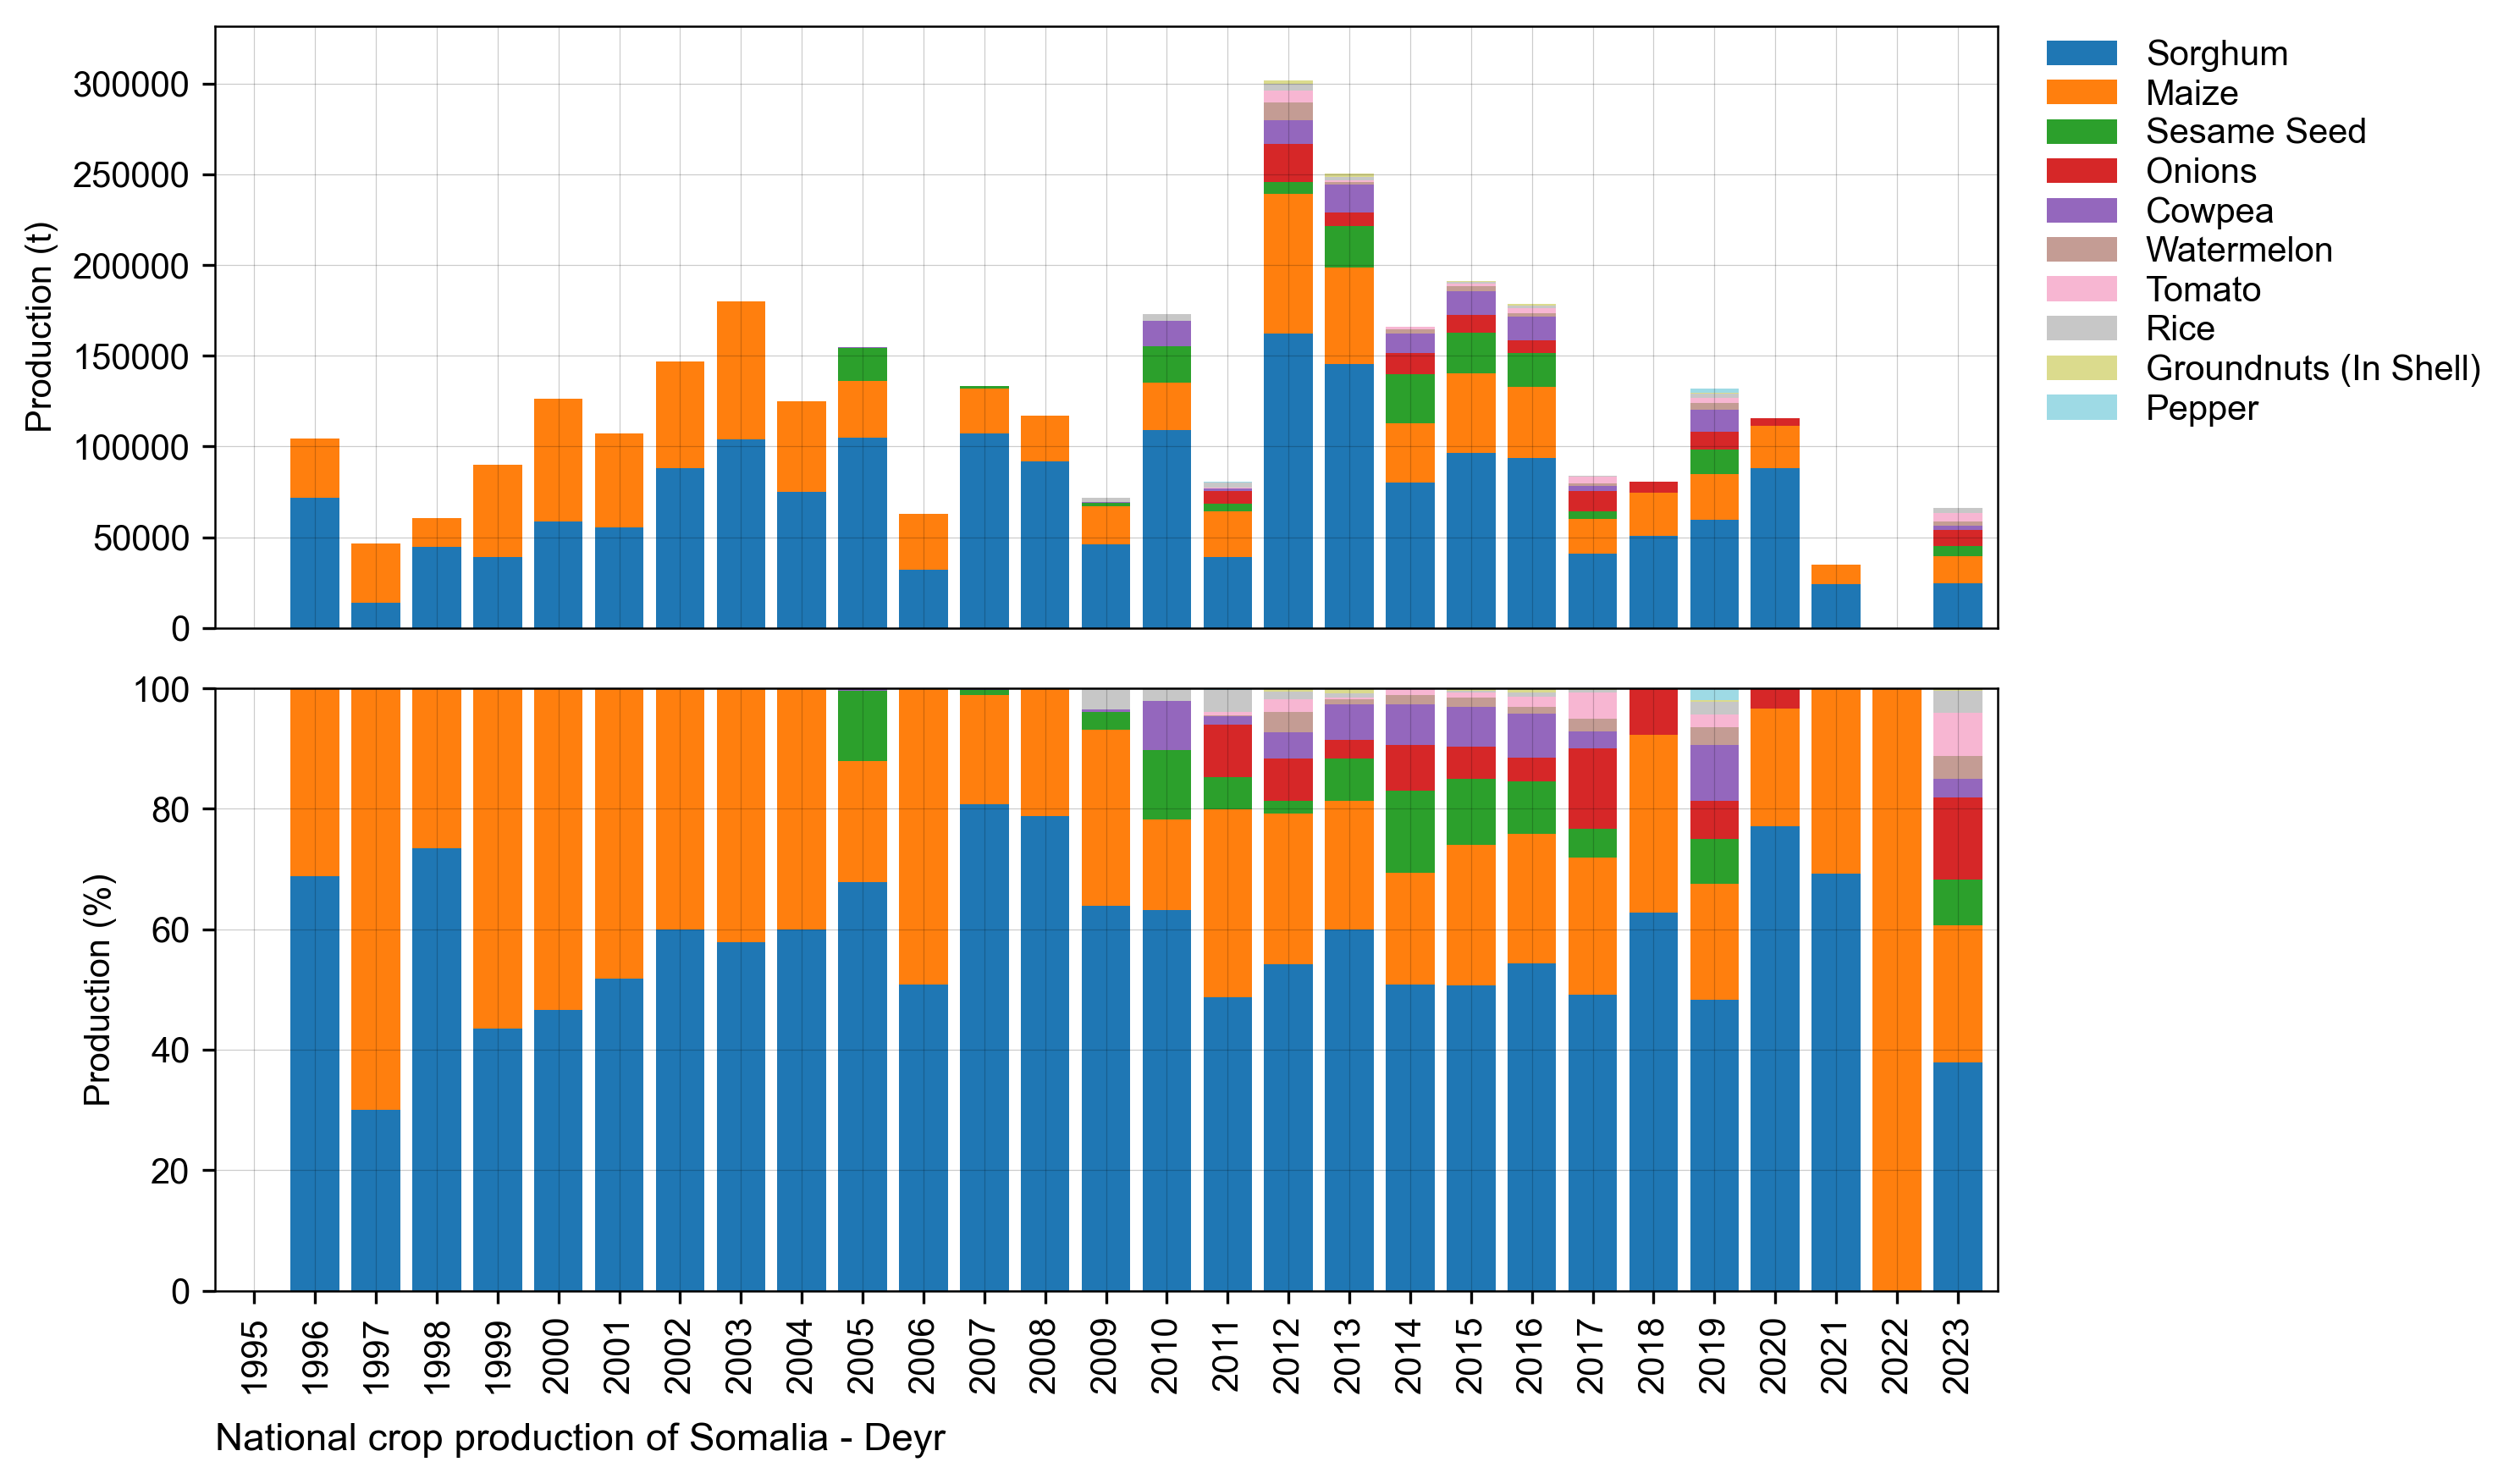 Production (t)
300000
250000
200000
150000
100000
50000
0
Sorghum
Maize
Sesame Seed
Onions
Cowpea
Watermelon
Tomato
Rice
Groundnuts (In Shell)
Pepper
Production (%)
100
80
60
40
20
0
1995 1996 1997 1998 1999 2000 2001 2002 2003 2004 2005 2006 2007 2008 2009 2010 2011 2012 2013 2014 2015 2016 2017 2018 2019 2020 2021 2022 2023
National crop production of Somalia - Deyr